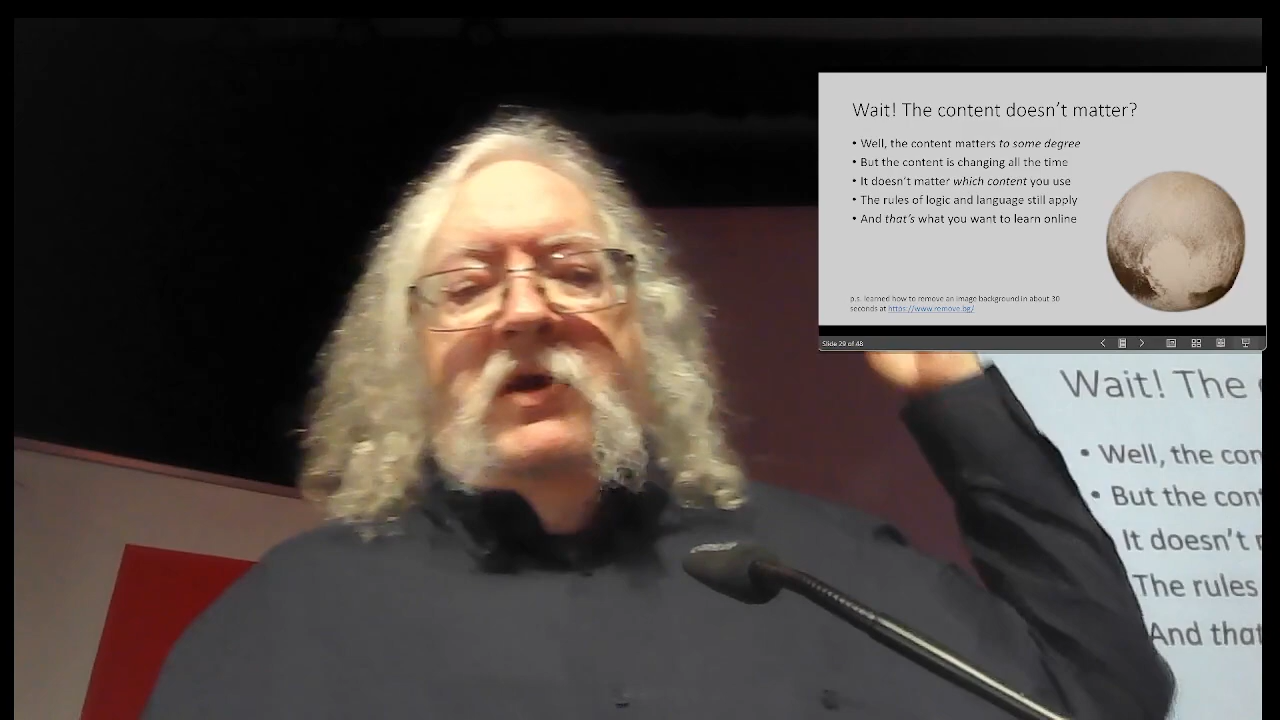 Wait! The content doesn't matter?
• Well, the content matters to some degree
• But the content is changing all the time
• It doesn't matter which content you use
• The rules of logic and language still apply
• And that's what you want to learn online
p.s. learned how to remove an image background in about 30
seconds at https://www.remove.bg/
Slide 29 of 48
Wait! The
• Well, the con
• But the cont
It doesn't
The rules
And that